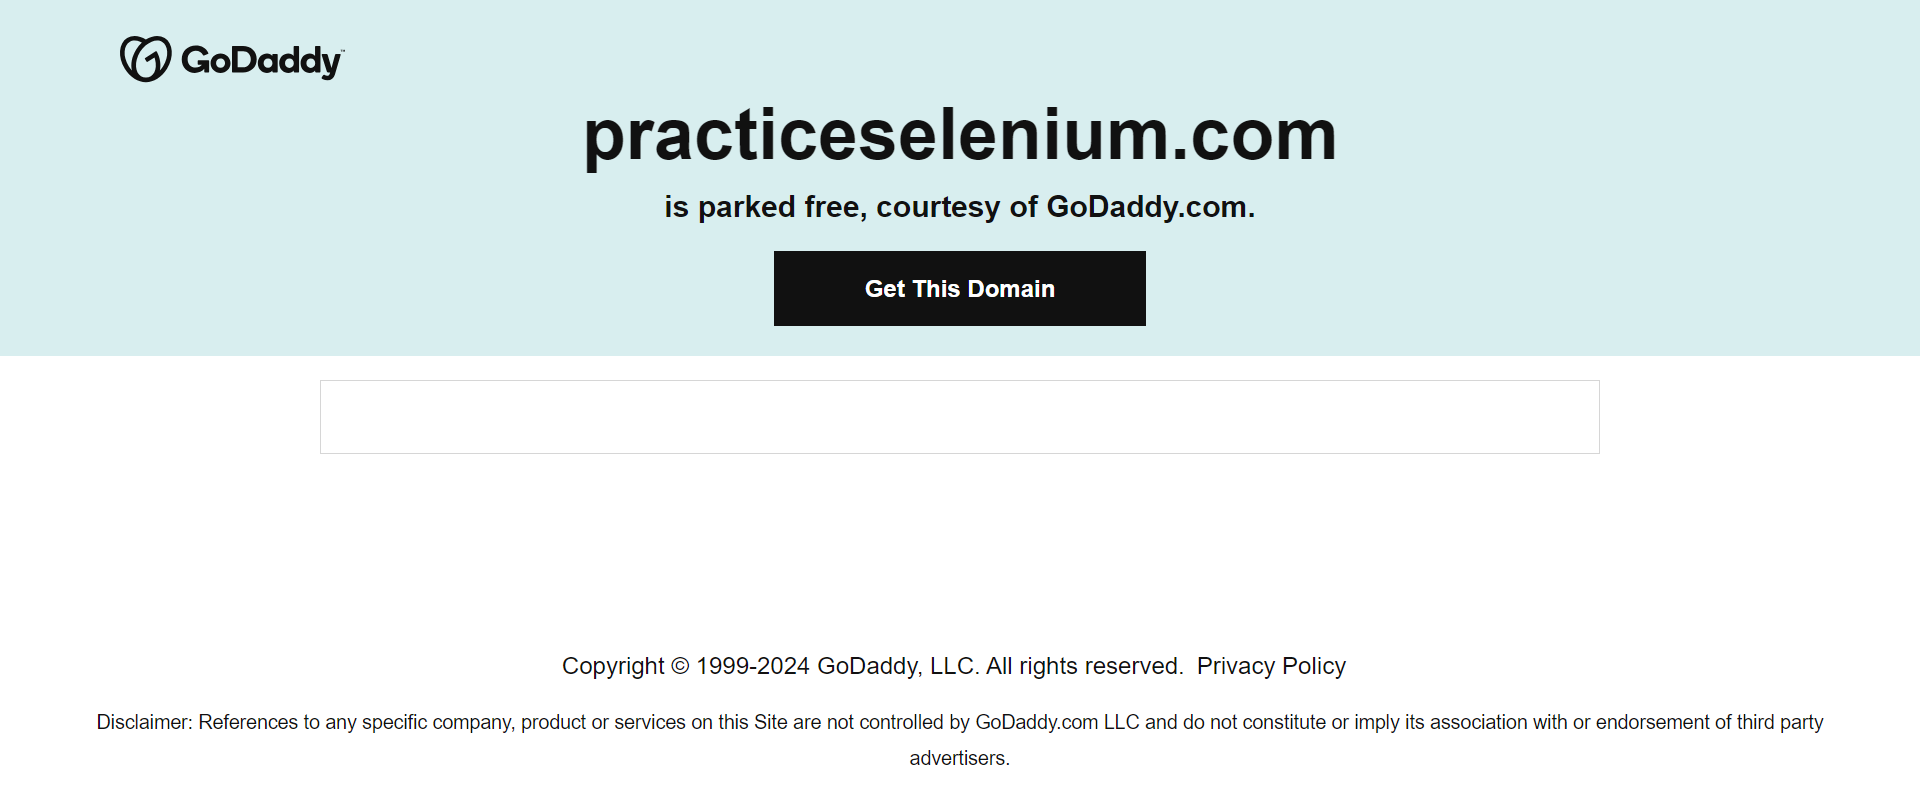 GoDaddy™
practiceselenium.com
is parked free, courtesy of GoDaddy.com.
Get This Domain
Copyright © 1999-2024 GoDaddy, LLC. All rights reserved. Privacy Policy
Disclaimer: References to any specific company, product or services on this Site are not controlled by GoDaddy.com LLC and do not constitute or imply its association with or endorsement of third party
advertisers.